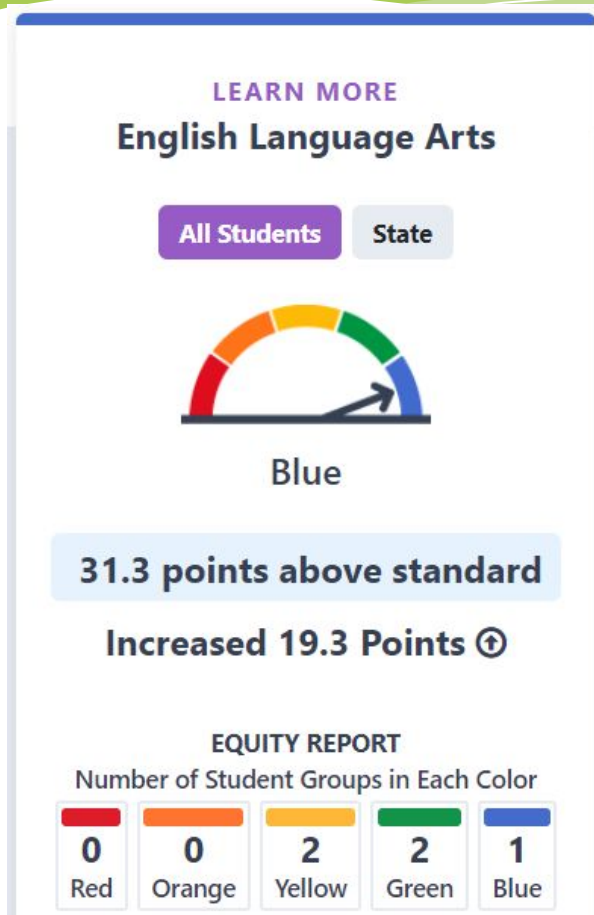 LEARN MORE
English Language Arts
All Students State
Blue
31.3 points above standard
Increased 19.3 Points
EQUITY REPORT
Number of Student Groups in Each Color
0 0 2 2 1
Red Orange Yellow Green Blue